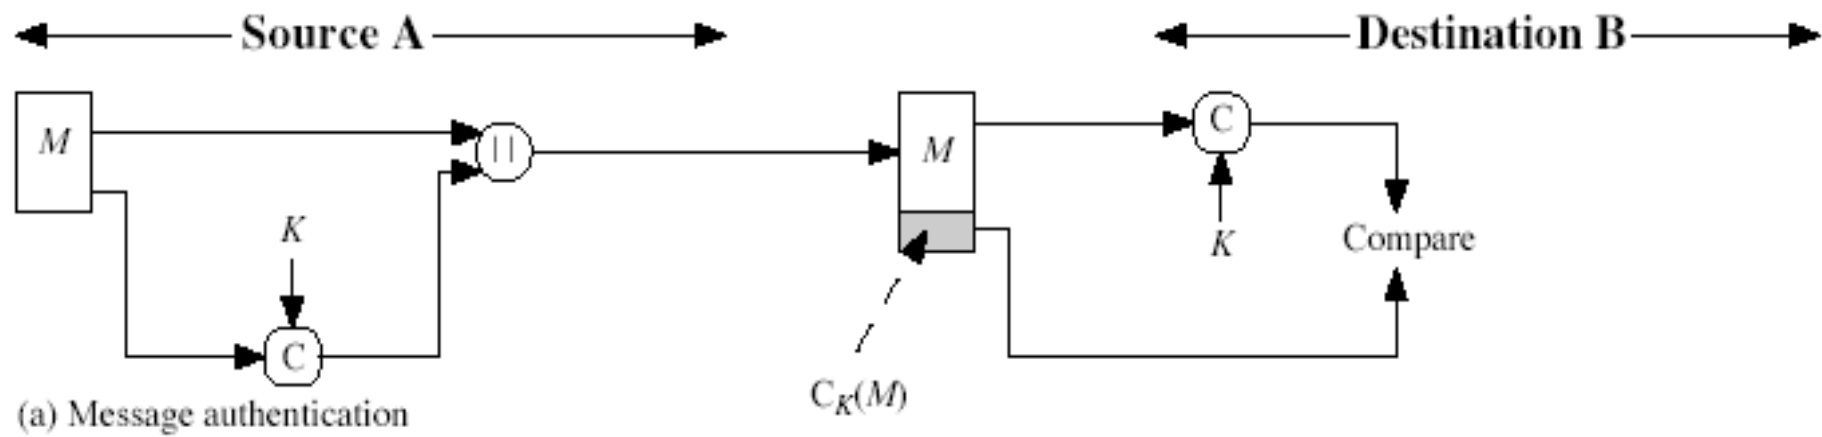 Source A Destination B
M || M C
K K Compare
C
C_K(M)
(a) Message authentication